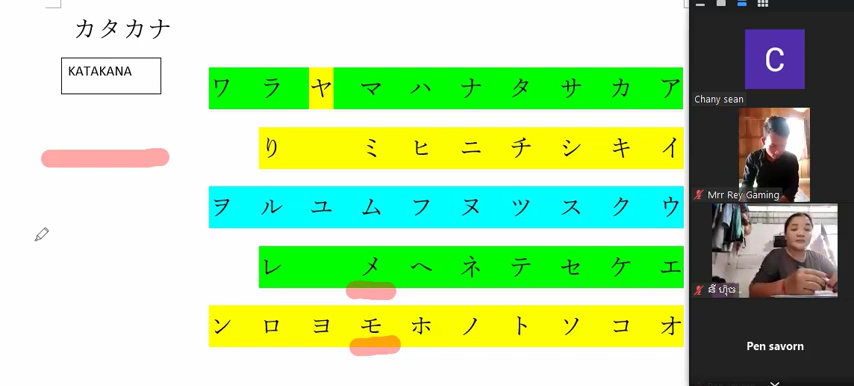 カタカナ
KATAKANA
ワ ラ ヤ マ ハ ナ タ サ カ ア
り ミ ヒ ニ チ シ キ イ
ヲ ル ユ ム フ ヌ ツ ス ク ウ
レ メ ヘ ネ テ セ ケ エ
ン ロ ヨ モ ホ ノ ト ソ コ オ
C
Chany sean
Mrr Rey Gaming
Pen savorn